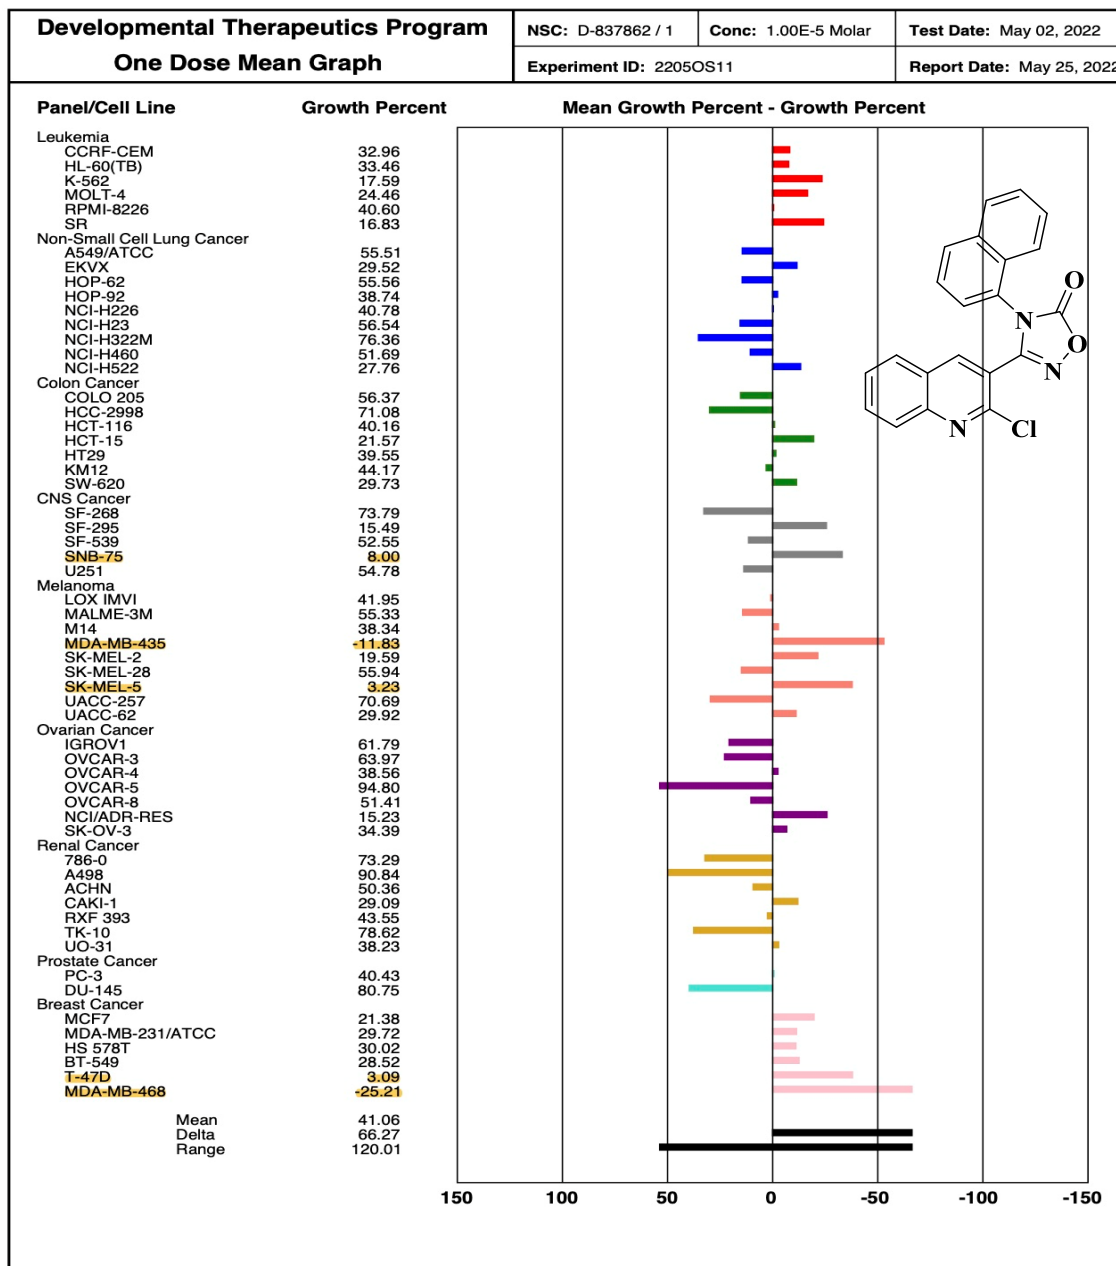 Developmental Therapeutics Program
One Dose Mean Graph
NSC: D-837862 / 1
Conc: 1.00E-5 Molar
Test Date: May 02, 2022
Experiment ID: 2205OS11
Report Date: May 25, 2022
Panel/Cell Line Growth Percent Mean Growth Percent - Growth Percent
Leukemia
CCRF-CEM 32.96
HL-60(TB) 33.46
K-562 17.59
MOLT-4 24.46
RPMI-8226 40.60
SR 16.83
Non-Small Cell Lung Cancer
A549/ATCC 55.51
EKVX 29.52
HOP-62 55.56
HOP-92 38.74
NCI-H226 40.78
NCI-H23 56.54
NCI-H322M 76.36
NCI-H460 51.69
NCI-H522 27.76
Colon Cancer
COLO 205 56.37
HCC-2998 71.08
HCT-116 40.16
HCT-15 21.57
HT29 39.55
KM12 44.17
SW-620 29.73
CNS Cancer
SF-268 73.79
SF-295 15.49
SF-539 52.55
SNB-75 8.00
U251 54.78
Melanoma
LOX IMVI 41.95
MALME-3M 55.33
M14 38.34
MDA-MB-435 -11.83
SK-MEL-2 19.59
SK-MEL-28 55.94
SK-MEL-5 3.23
UACC-257 70.69
UACC-62 29.92
Ovarian Cancer
IGROV1 61.79
OVCAR-3 63.97
OVCAR-4 38.56
OVCAR-5 94.80
OVCAR-8 51.41
NCI/ADR-RES 15.23
SK-OV-3 34.39
Renal Cancer
786-0 73.29
A498 90.84
ACHN 50.36
CAKI-1 29.09
RXF 393 43.55
TK-10 78.62
UO-31 38.23
Prostate Cancer
PC-3 40.43
DU-145 80.75
Breast Cancer
MCF7 21.38
MDA-MB-231/ATCC 29.72
HS 578T 30.02
BT-549 28.52
T-47D 3.09
MDA-MB-468 -25.21
Mean 41.06
Delta 66.27
Range 120.01
150 100 50 0 -50 -100 -150
O
N
O
N
N
Cl